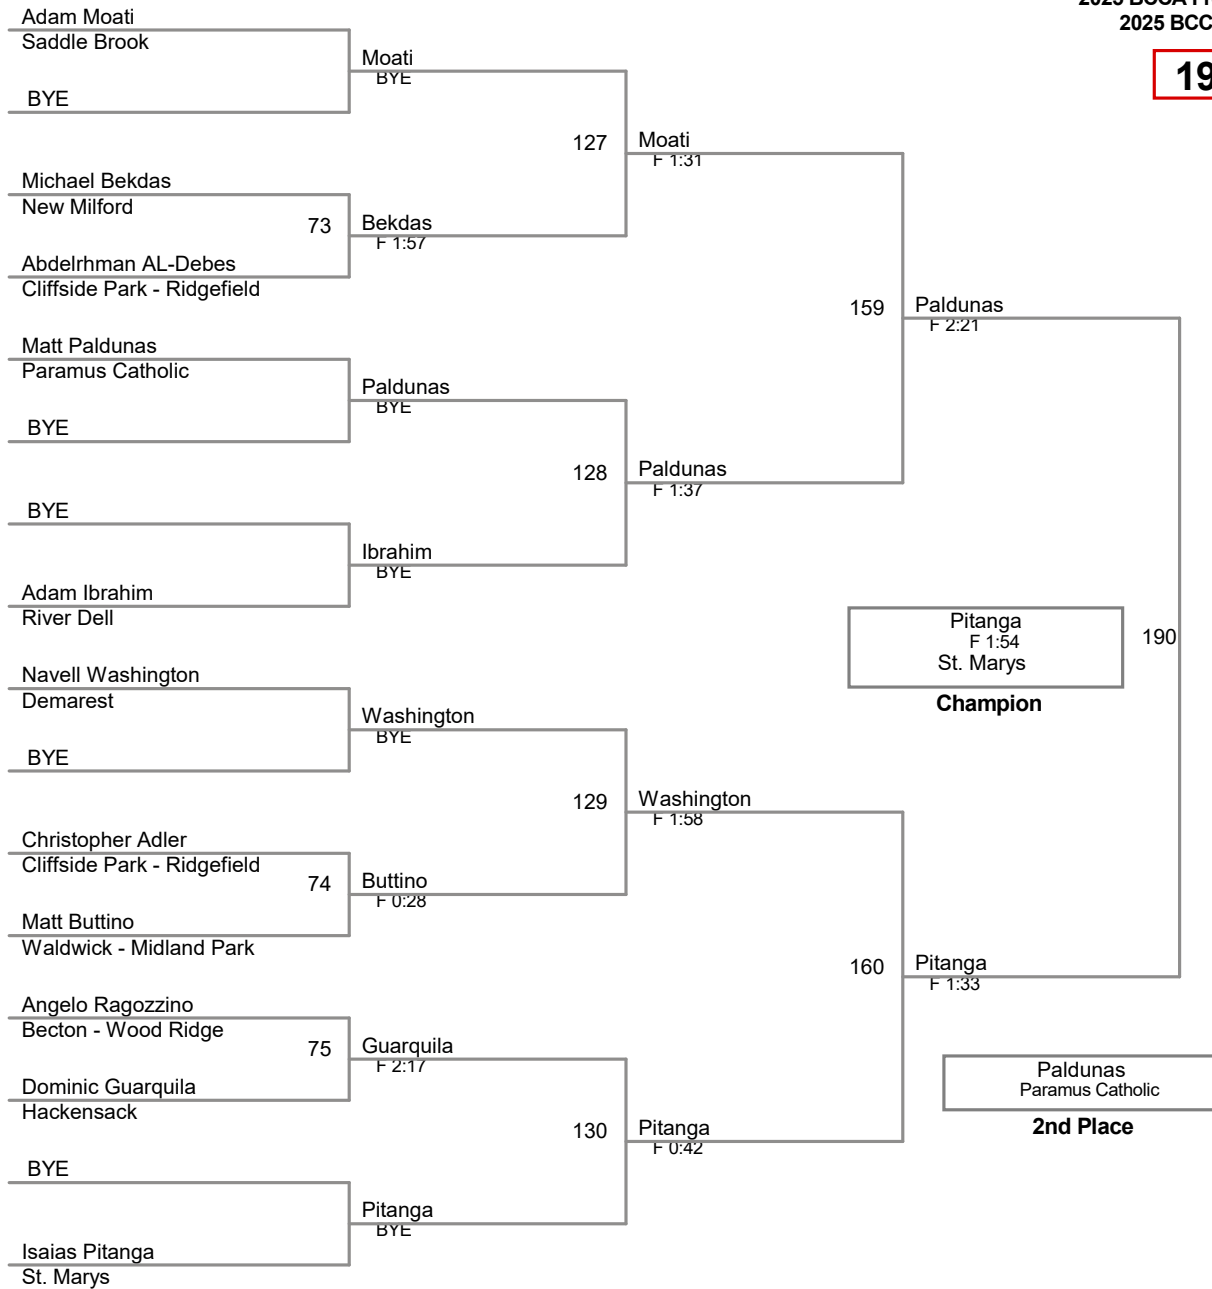 2025 BCC
19
Adam Moati
Saddle Brook
BYE
Moati
BYE
127
Moati
F 1:31
Michael Bekdas
New Milford
73
Abdelrhman AL-Debes
Cliffside Park - Ridgefield
Bekdas
F 1:57
159
Paldunas
F 2:21
Matt Paldunas
Paramus Catholic
BYE
Paldunas
BYE
128
Paldunas
F 1:37
BYE
Adam Ibrahim
River Dell
Ibrahim
BYE
Pitanga
F 1:54
St. Marys
Champion
190
Navell Washington
Demarest
BYE
Washington
BYE
129
Washington
F 1:58
Christopher Adler
Cliffside Park - Ridgefield
74
Matt Buttino
Waldwick - Midland Park
Buttino
F 0:28
160
Pitanga
F 1:33
Angelo Ragozzino
Becton - Wood Ridge
75
Dominic Guarquila
Hackensack
Guarquila
F 2:17
130
Pitanga
F 0:42
BYE
Isaias Pitanga
St. Marys
Pitanga
BYE
Paldunas
Paramus Catholic
2nd Place